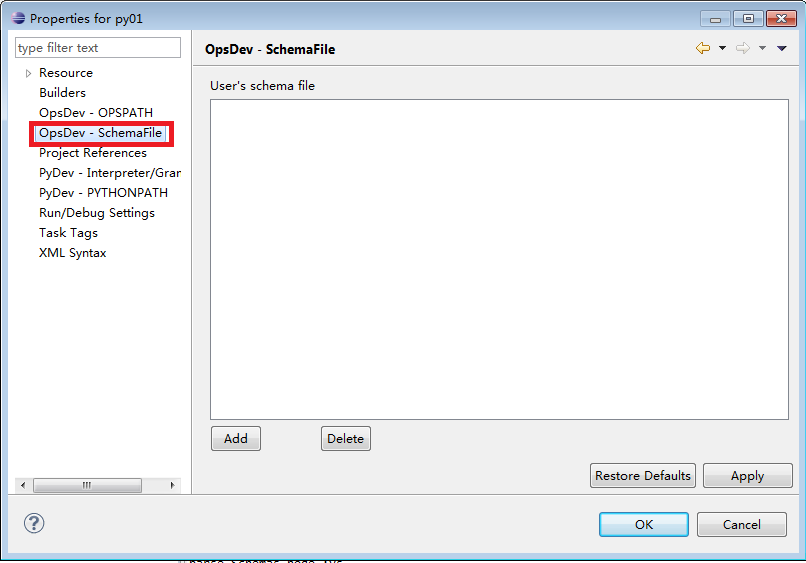 Properties for py01
type filter text
Resource
Builders
OpsDev - OPSPATH
OpsDev - SchemaFile
Project References
PyDev - Interpreter/Gran
PyDev - PYTHONPATH
Run/Debug Settings
Task Tags
XML Syntax
OpsDev - SchemaFile
User's schema file
Add
Delete
Restore Defaults
Apply
OK
Cancel